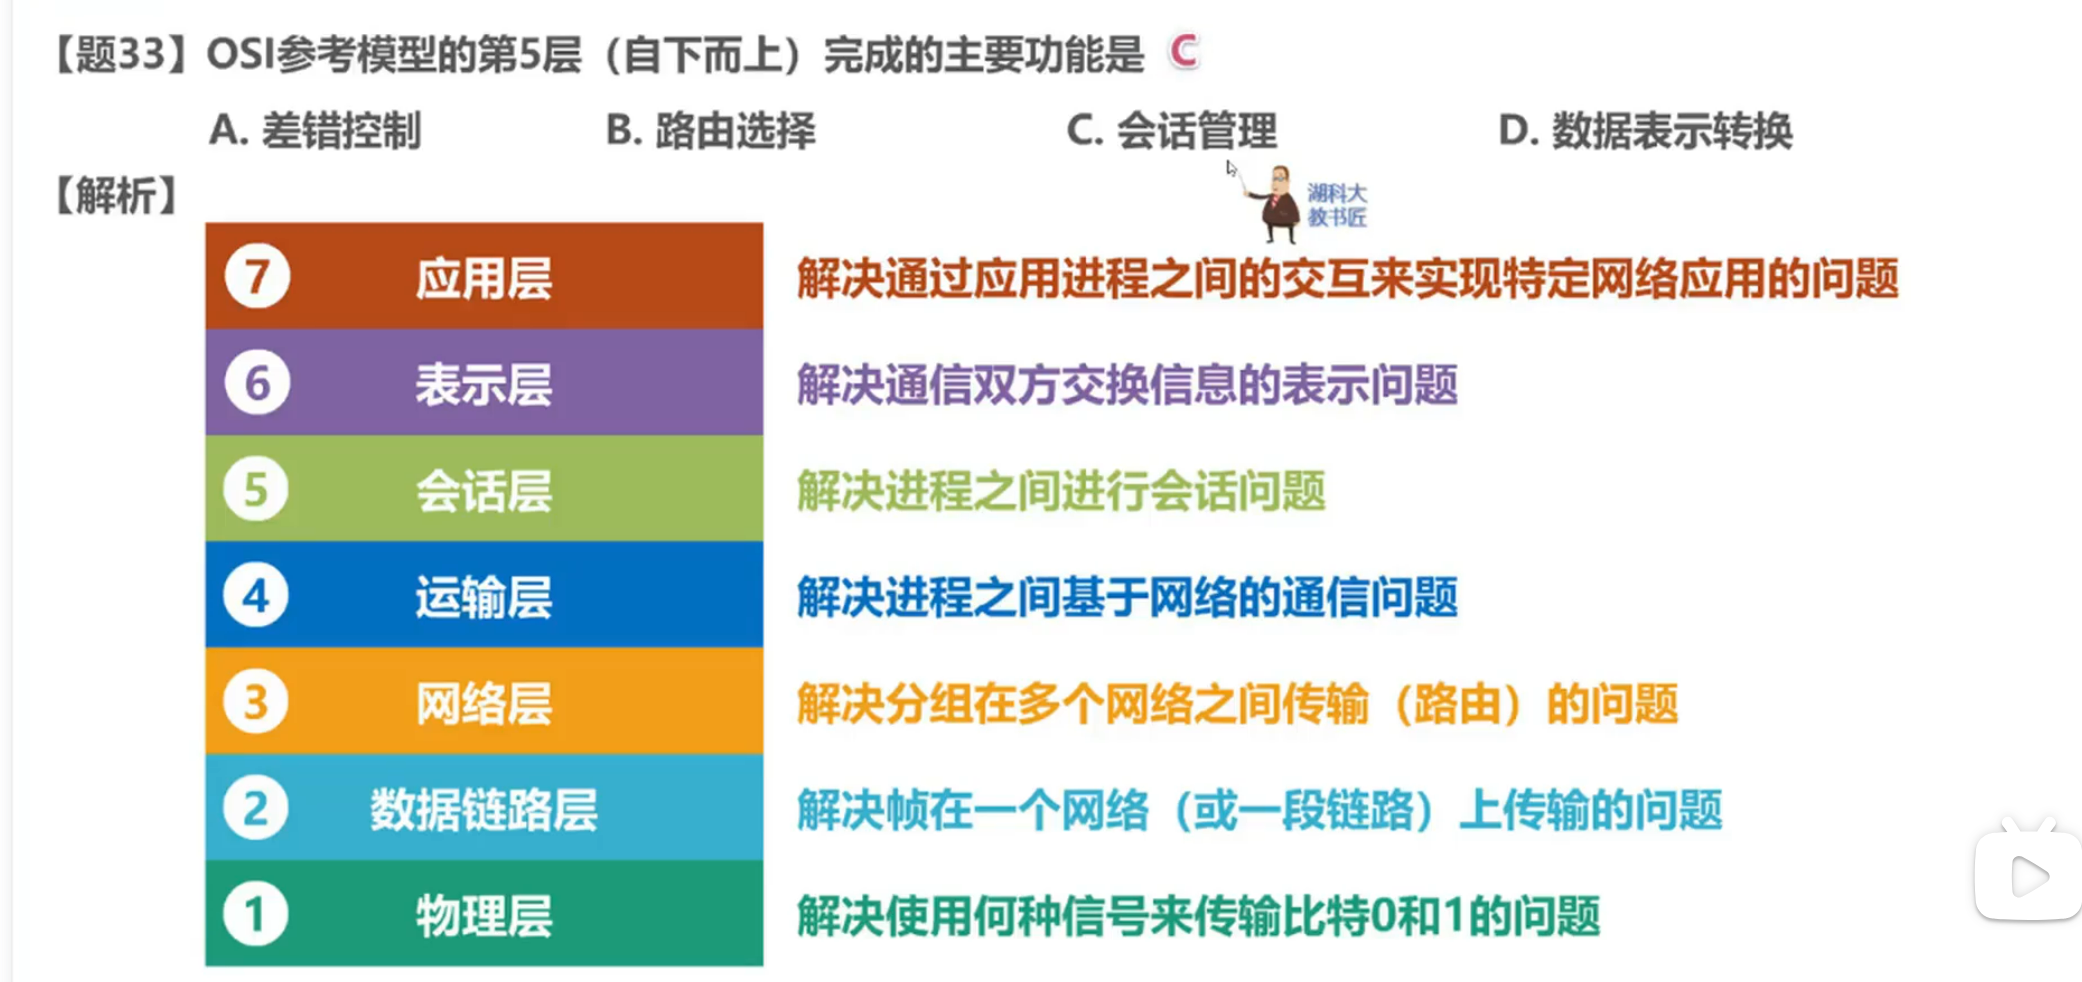 【题33】OSI参考模型的第5层（自下而上）完成的主要功能是 C
A. 差错控制 B. 路由选择 C. 会话管理 D. 数据表示转换
【解析】
湖科大
教书匠
7 应用层 解决通过应用进程之间的交互来实现特定网络应用的问题
6 表示层 解决通信双方交换信息的表示问题
5 会话层 解决进程之间进行会话问题
4 运输层 解决进程之间基于网络的通信问题
3 网络层 解决分组在多个网络之间传输（路由）的问题
2 数据链路层 解决帧在一个网络（或一段链路）上传输的问题
1 物理层 解决使用何种信号来传输比特0和1的问题